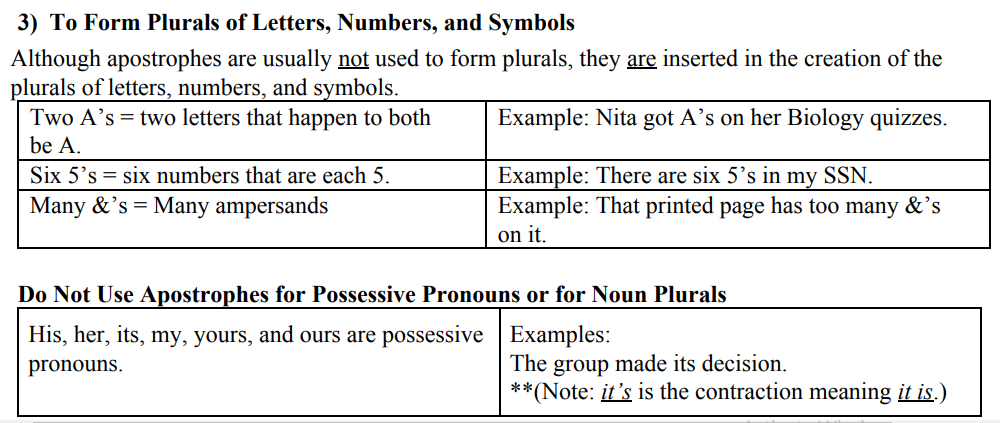 3) To Form Plurals of Letters, Numbers, and Symbols
Although apostrophes are usually not used to form plurals, they are inserted in the creation of the
plurals of letters, numbers, and symbols.
Two A’s = two letters that happen to both
be A.
Example: Nita got A’s on her Biology quizzes.
Six 5’s = six numbers that are each 5.
Example: There are six 5’s in my SSN.
Many &’s = Many ampersands
Example: That printed page has too many &’s
on it.
Do Not Use Apostrophes for Possessive Pronouns or for Noun Plurals
His, her, its, my, yours, and ours are possessive
pronouns.
Examples:
The group made its decision.
**(Note: it’s is the contraction meaning it is.)